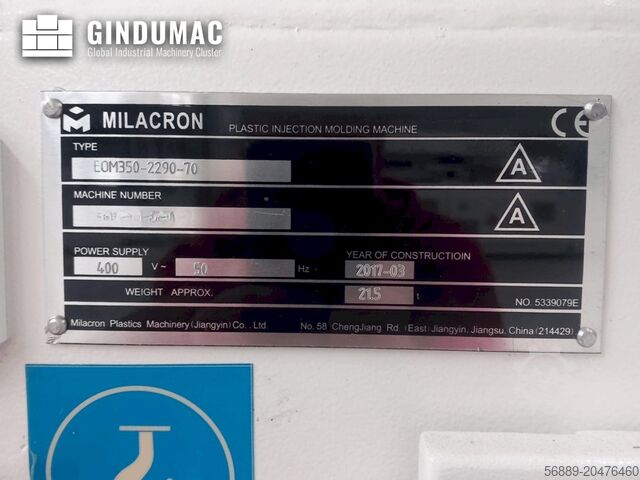 GINDUMAC
Global Industrial Machinery Cluster
MILACRON PLASTIC INJECTION MOLDING MACHINE CE
TYPE
EOM350-2290-70
A
MACHINE NUMBER
A
POWER SUPPLY YEAR OF CONSTRUCTIOIN
400 V~ 50 Hz 2017-03
WEIGHT APPROX. 21.5 t
NO. 5339079E
Milacron Plastics Machinery (Jiangyin) Co., Ltd. No. 58 ChengJiang Rd. (East) Jiangyin, Jiangsu, China (214429)
56889-20476460